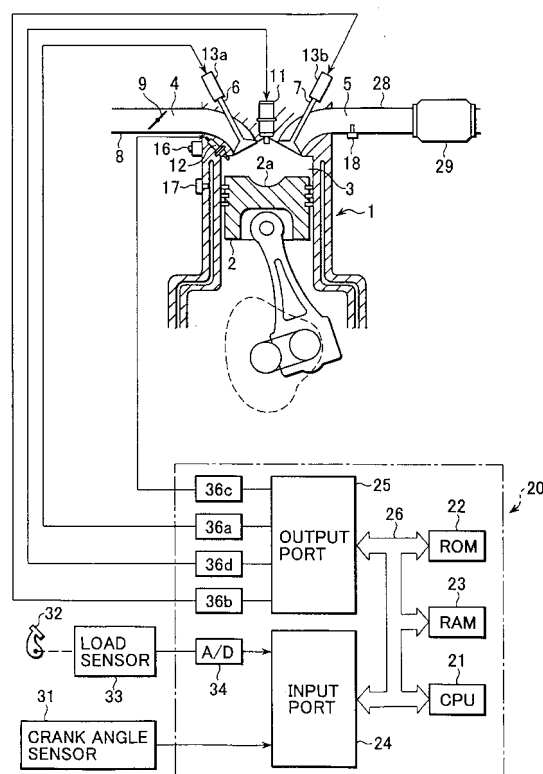 13a
13b
11
9
4
6
7
5
28
8
16
12
2a
18
29
17
3
1
2
20
36c
36a
36d
36b
OUTPUT
PORT
25
26
22
ROM
23
RAM
21
CPU
32
LOAD
SENSOR
33
A/D
34
INPUT
PORT
24
31
CRANK ANGLE
SENSOR